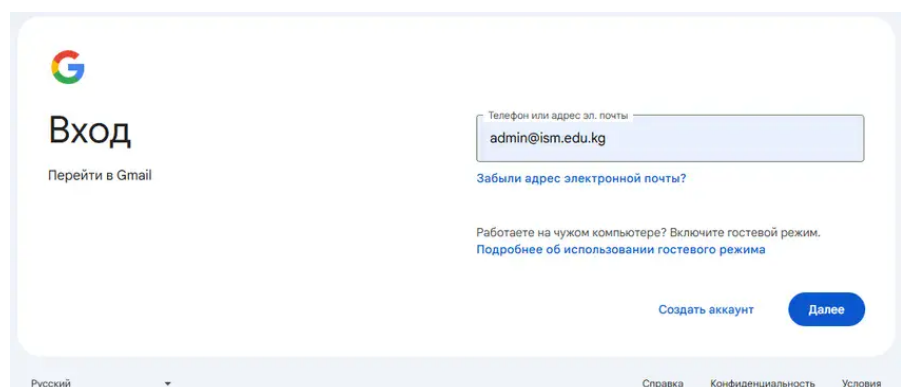 Вход
Перейти в Gmail
Телефон или адрес эл. почты
admin@ism.edu.kg
Забыли адрес электронной почты?
Работаете на чужом компьютере? Включите гостевой режим.
Подробнее об использовании гостевого режима
Создать аккаунт
Далее
Русский
Справка
Конфиденциальность
Условия